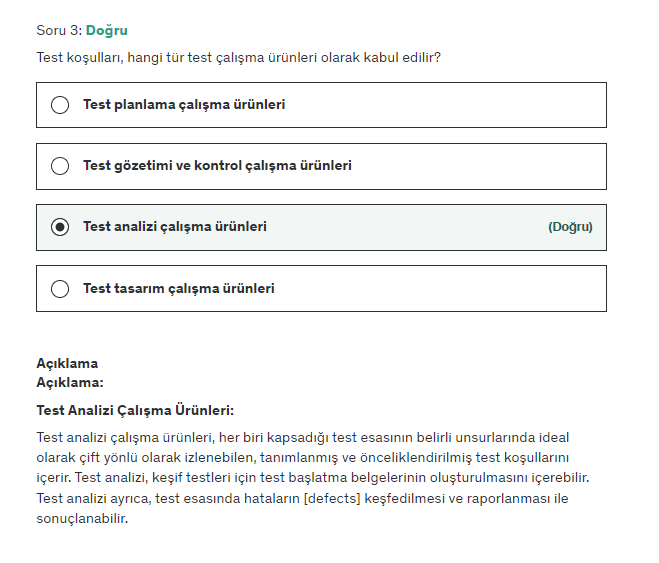 Soru 3: Doğru
Test koşulları, hangi tür test çalışma ürünleri olarak kabul edilir?
Test planlama çalışma ürünleri
Test gözetimi ve kontrol çalışma ürünleri
Test analizi çalışma ürünleri (Doğru)
Test tasarım çalışma ürünleri
Açıklama
Açıklama:
Test Analizi Çalışma Ürünleri:
Test analizi çalışma ürünleri, her biri kapsadığı test esasının belirli unsurlarında ideal
olarak çift yönlü olarak izlenebilen, tanımlanmış ve önceliklendirilmiş test koşullarını
içerir. Test analizi, keşif testleri için test başlatma belgelerinin oluşturulmasını içerebilir.
Test analizi ayrıca, test esasında hataların [defects] keşfedilmesi ve raporlanması ile
sonuçlanabilir.